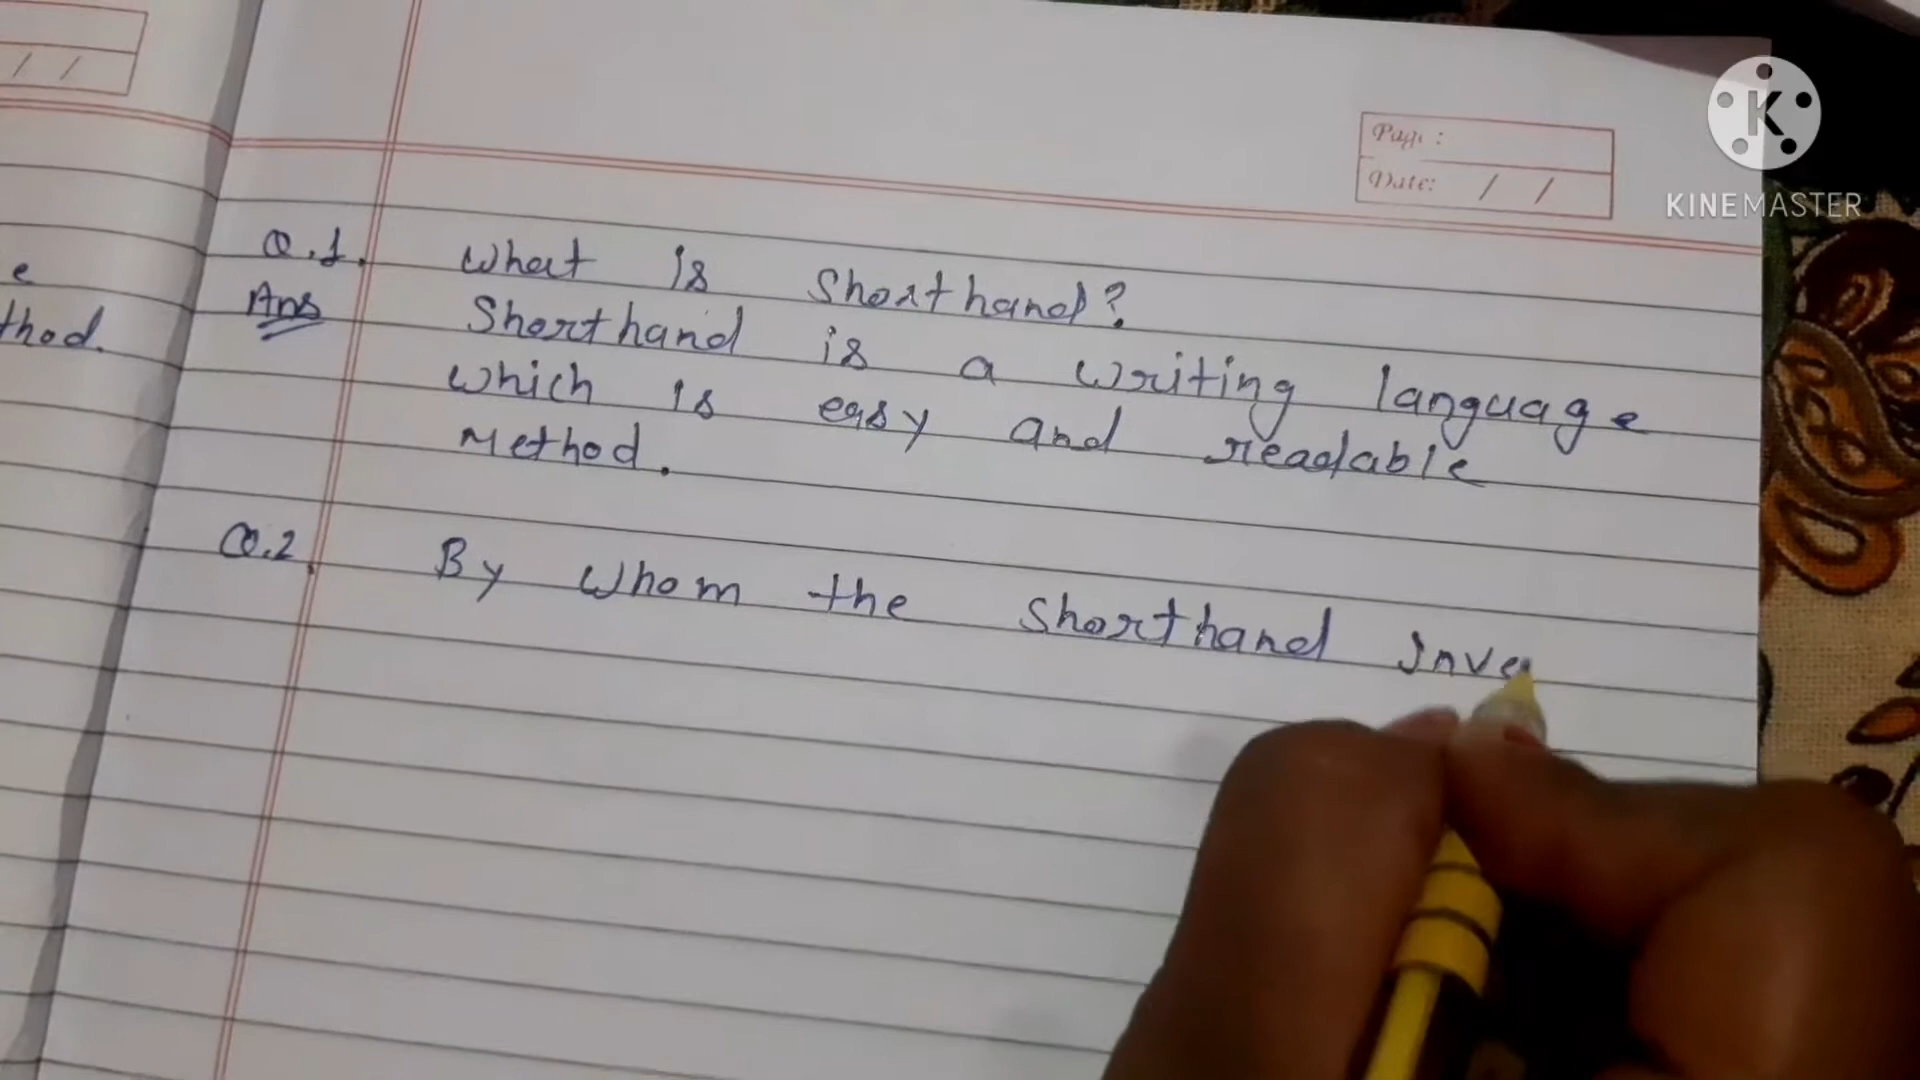 Page :
Date: / /
K
KINEMASTER
/ /
e
thod.
Q.1. What is Shorthand?
Ans Shorthand is a writing language
which is easy and readable
Method.
Q.2. By whom the Shorthand Inve